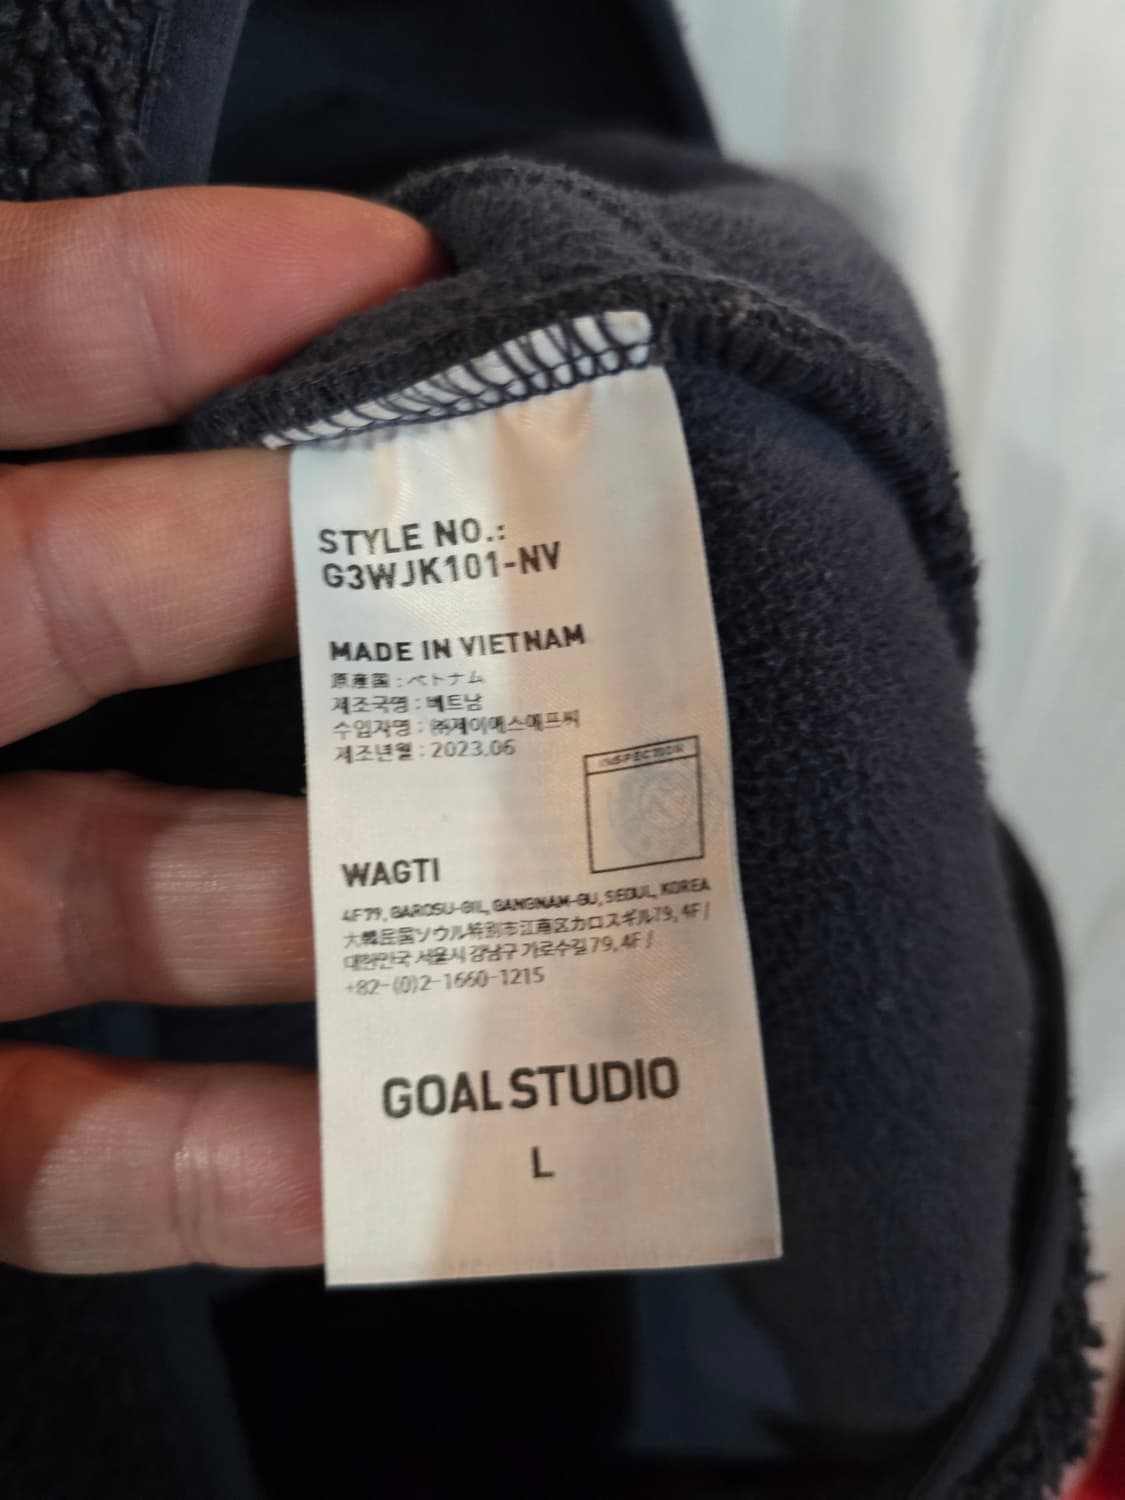 STYLE NO.:
G3WJK101-NV
MADE IN VIETNAM
原産国 : ベトナム
제조국명 : 베트남
수입자명 : ㈜제이에스에프씨
제조년월 : 2023.06
INSPECTION
WAGTI
4F79, GAROSU-GIL, GANGNAM-GU, SEOUL, KOREA
大韓民国ソウル特別市江南区カロスギル79, 4F /
대한민국 서울시 강남구 가로수길 79, 4F /
+82-(0)2-1660-1215
GOALSTUDIO
L